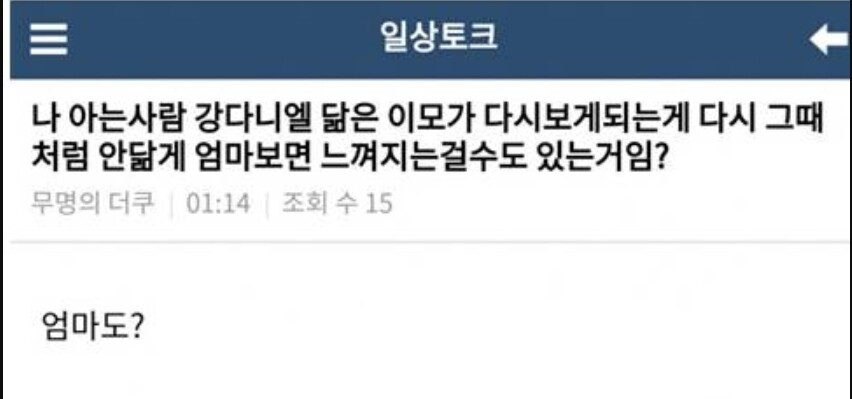 일상토크
나 아는사람 강다니엘 닮은 이모가 다시보게되는게 다시 그때
처럼 안닮게 엄마보면 느껴지는걸수도 있는거임?
무명의 더쿠 | 01:14 | 조회 수 15
엄마도?